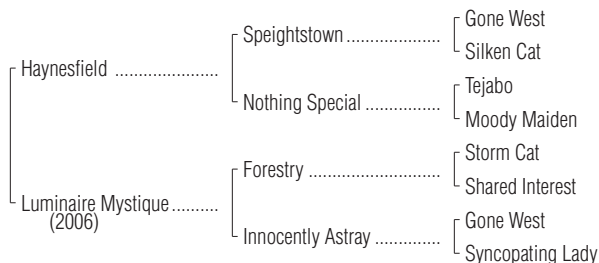 Gone West
Speightstown ....................
Silken Cat
Haynesfield ......................
Tejabo
Nothing Special ................
Moody Maiden
Storm Cat
Forestry ............................
Shared Interest
Luminaire Mystique ..........
(2006)
Gone West
Innocently Astray ..............
Syncopating Lady